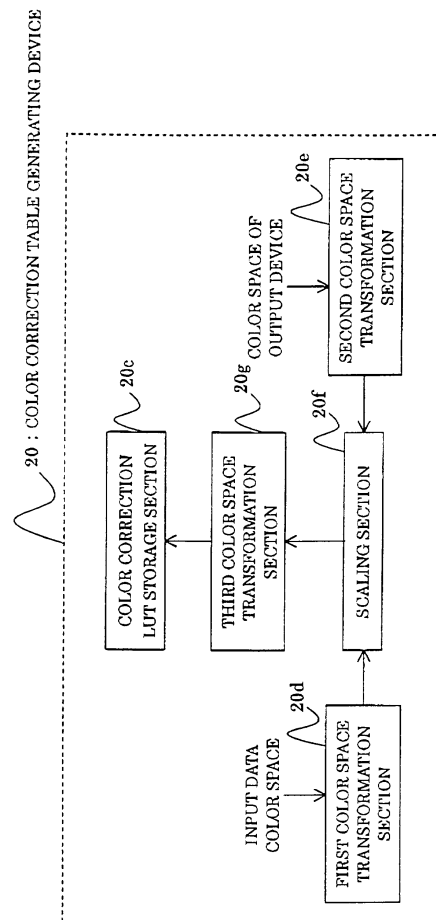 20 : COLOR CORRECTION TABLE GENERATING DEVICE
20c
COLOR CORRECTION
LUT STORAGE SECTION
20g
THIRD COLOR SPACE
TRANSFORMATION
SECTION
INPUT DATA
COLOR SPACE
20d
FIRST COLOR SPACE
TRANSFORMATION
SECTION
20f
SCALING SECTION
COLOR SPACE OF
OUTPUT DEVICE
20e
SECOND COLOR SPACE
TRANSFORMATION
SECTION